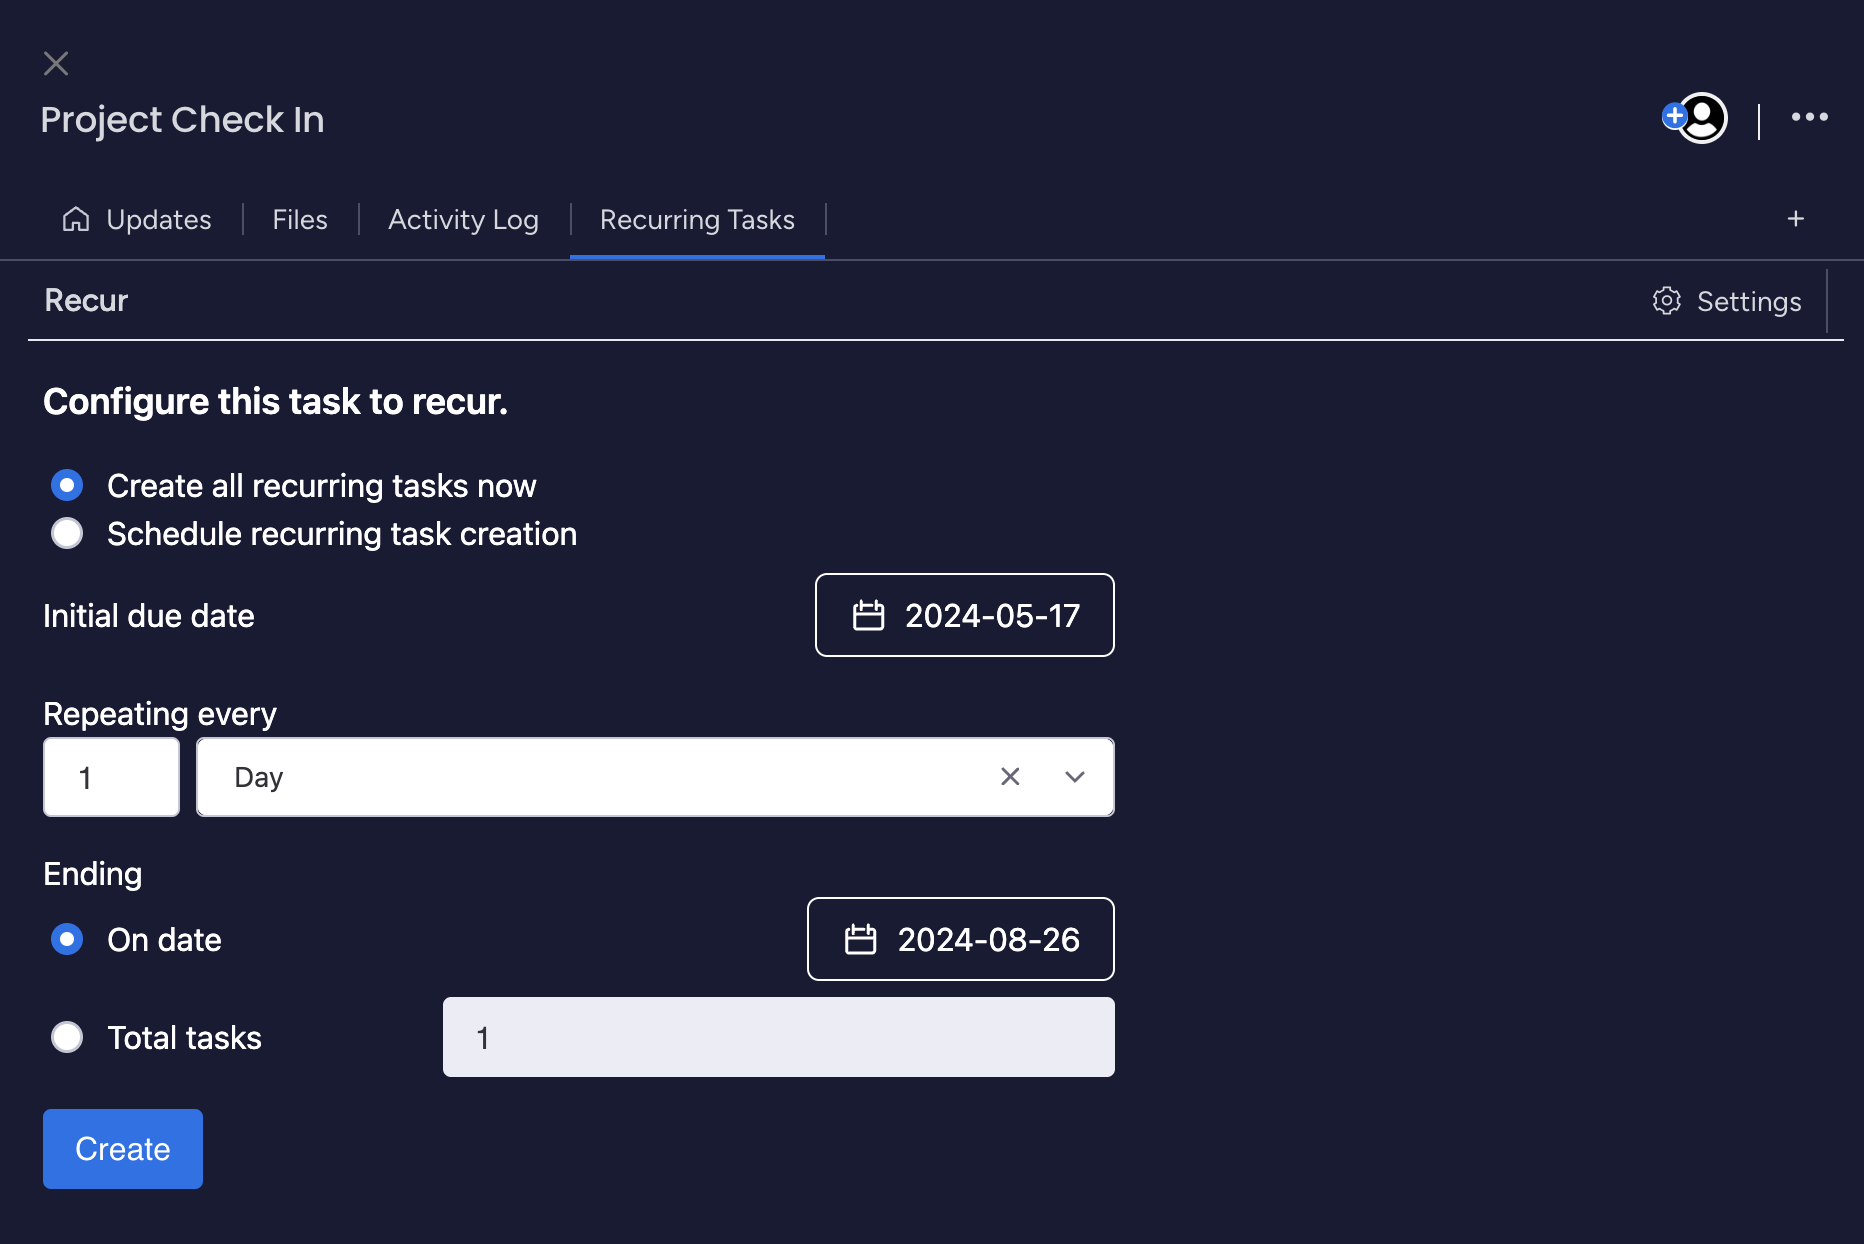 Project Check In
Updates
Files
Activity Log
Recurring Tasks
Recur
Settings
Configure this task to recur.
Create all recurring tasks now
Schedule recurring task creation
Initial due date
2024-05-17
Repeating every
1
Day
Ending
On date
2024-08-26
Total tasks
1
Create